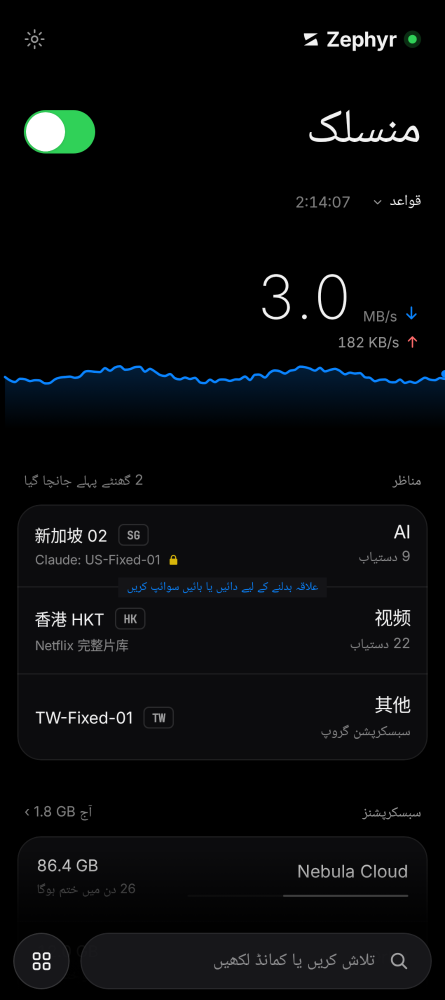 Zephyr
منسلک
قواعد
2:14:07
3.0 MB/s
182 KB/s
مناظر
2 گھنٹے پہلے جانچا گیا
AI
9 دستیاب
新加坡 02 SG
Claude: US-Fixed-01
علاقہ بدلنے کے لیے دائیں یا بائیں سوائپ کریں
视频
22 دستیاب
香港 HKT HK
Netflix 完整片库
其他
سبسکرپشن گروپ
TW-Fixed-01 TW
سبسکرپشنز
آج 1.8 GB ›
Nebula Cloud
86.4 GB
26 دن میں ختم ہوگا
تلاش کریں یا کمانڈ لکھیں